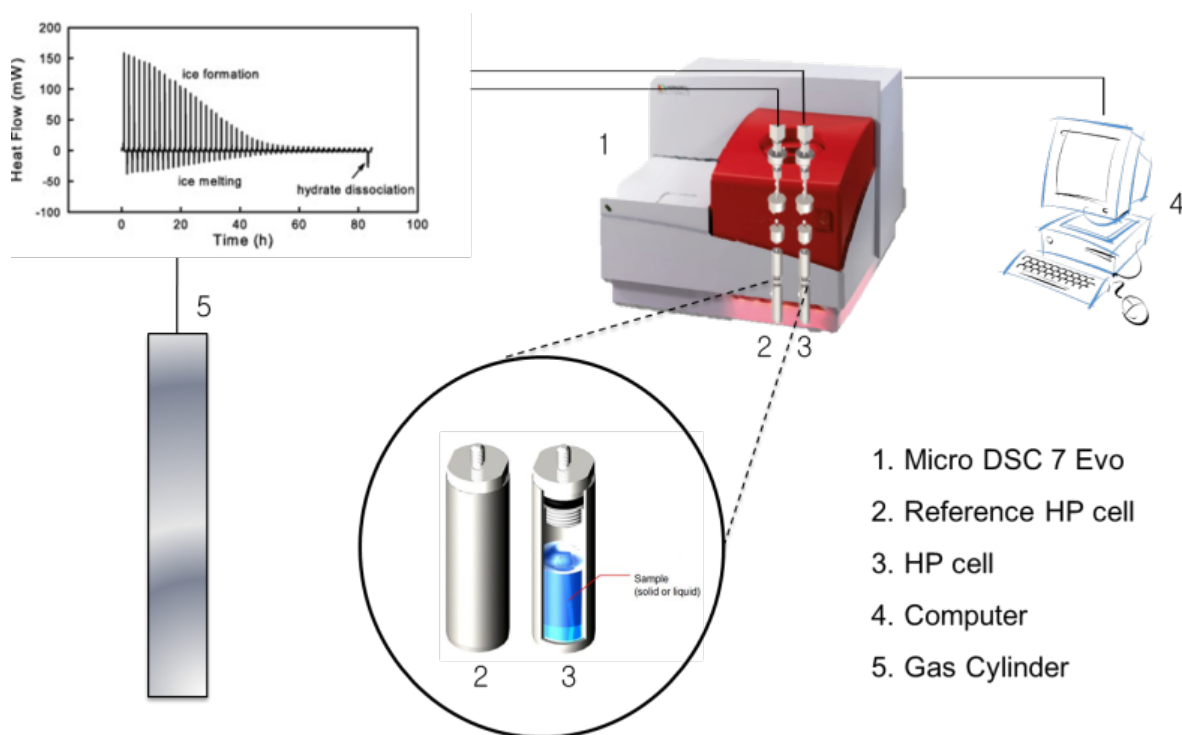 200
150
100
50
0
-50
-100
Heat Flow (mW)
ice formation
ice melting
hydrate dissociation
0 20 40 60 80 100
Time (h)
1
2 3
4
5
Sample
(solid or liquid)
2 3
1. Micro DSC 7 Evo
2. Reference HP cell
3. HP cell
4. Computer
5. Gas Cylinder